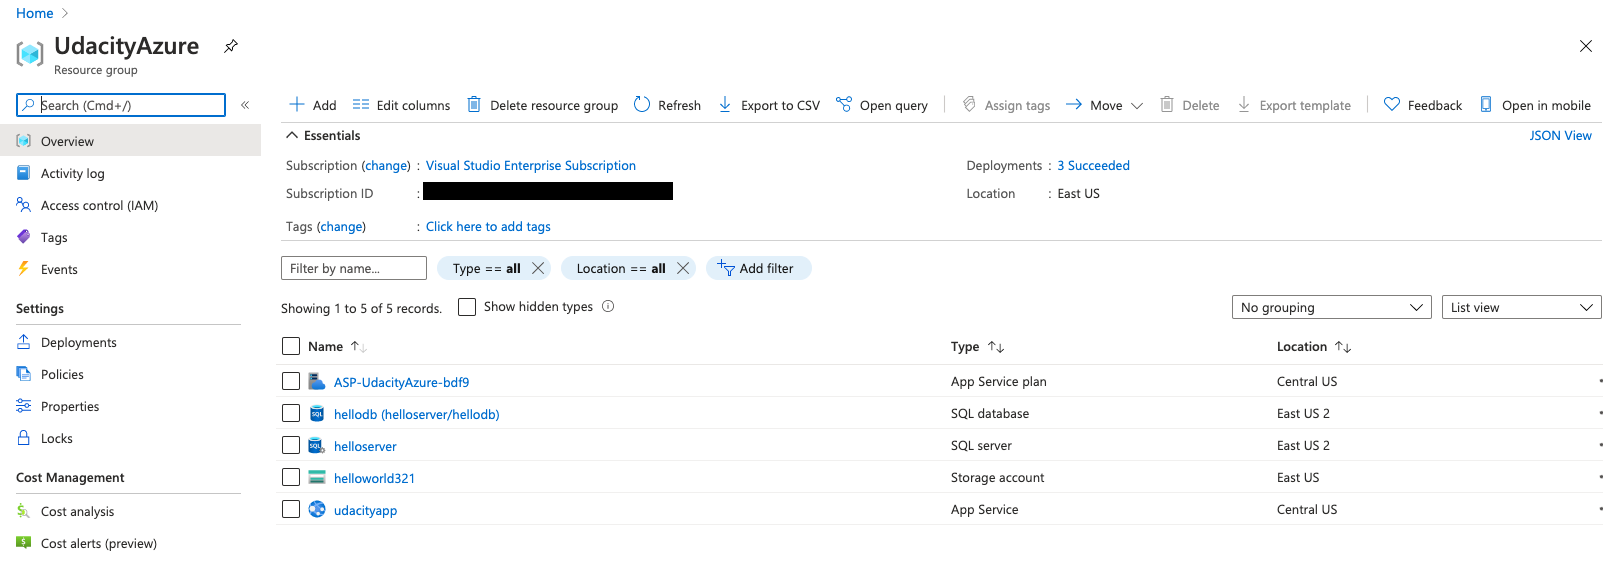 Home >
UdacityAzure
Resource group
Search (Cmd+/)
«
Overview
Activity log
Access control (IAM)
Tags
Events
Settings
Deployments
Policies
Properties
Locks
Cost Management
Cost analysis
Cost alerts (preview)
Add Edit columns Delete resource group Refresh Export to CSV Open query Assign tags Move Delete Export template Feedback Open in mobile
Essentials JSON View
Subscription (change) : Visual Studio Enterprise Subscription Deployments : 3 Succeeded
Subscription ID : Location : East US
Tags (change) : Click here to add tags
Filter by name... Type == all Location == all Add filter
Showing 1 to 5 of 5 records. Show hidden types No grouping List view
Name Type Location
ASP-UdacityAzure-bdf9 App Service plan Central US
hellodb (helloserver/hellodb) SQL database East US 2
helloserver SQL server East US 2
helloworld321 Storage account East US
udacityapp App Service Central US